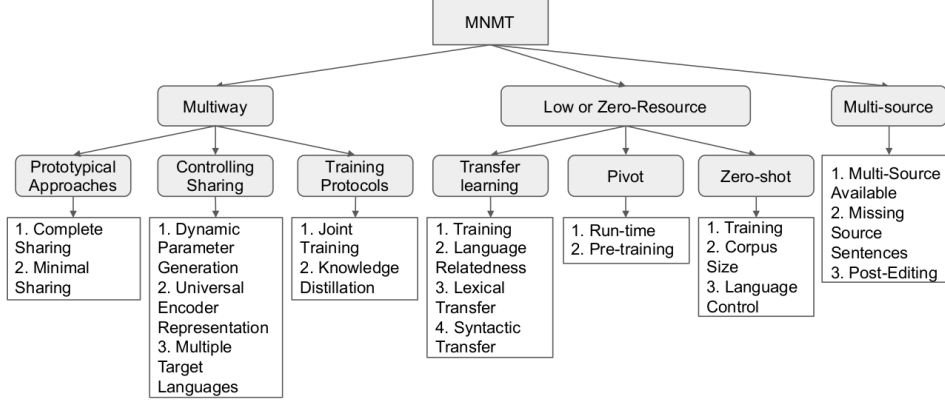 MNMT
Multiway
Low or Zero-Resource
Multi-source
Prototypical
Approaches
Controlling
Sharing
Training
Protocols
Transfer
learning
Pivot
Zero-shot
1. Complete
Sharing
2. Minimal
Sharing
1. Dynamic
Parameter
Generation
2. Universal
Encoder
Representation
3. Multiple
Target
Languages
1. Joint
Training
2. Knowledge
Distillation
1. Training
2. Language
Relatedness
3. Lexical
Transfer
4. Syntactic
Transfer
1. Run-time
2. Pre-training
1. Training
2. Corpus
Size
3. Language
Control
1. Multi-Source
Available
2. Missing
Source
Sentences
3. Post-Editing